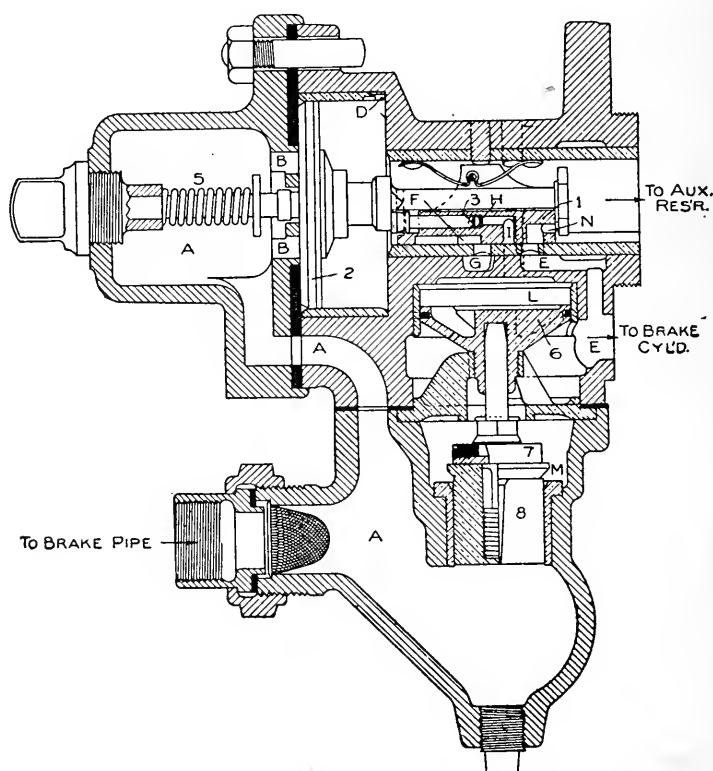 D
B
5
F
3
H
1
TO AUX.
RES'R.
N
A
B
I
G
E
2
L
TO BRAKE
CYL'D.
E
6
A
7
M
8
A
TO BRAKE PIPE